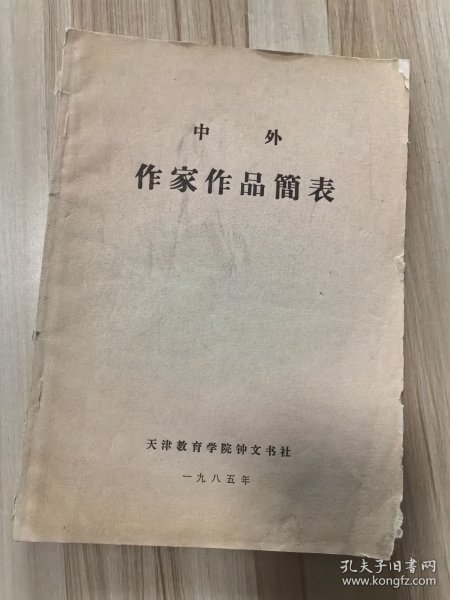 中 外
作家作品簡表
天津教育学院钟文书社
一九八五年
孔夫子旧书网
www.kongfz.com